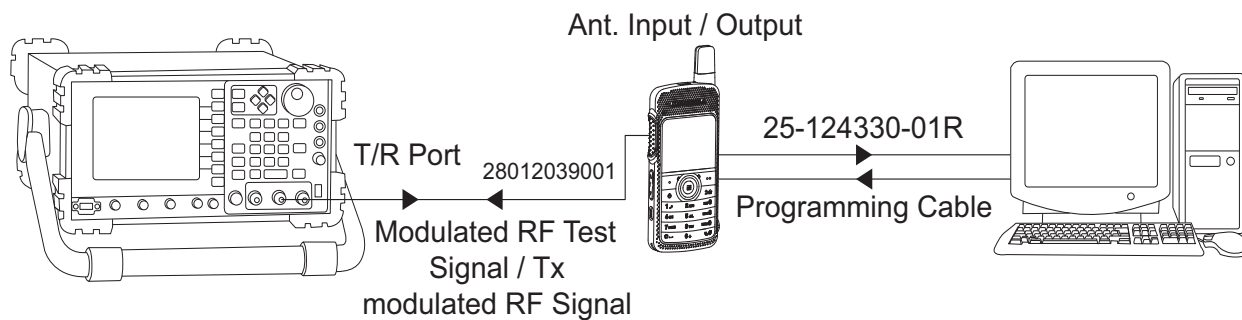 Ant. Input / Output
25-124330-01R
T/R Port
28012039001
Programming Cable
Modulated RF Test
Signal / Tx
modulated RF Signal